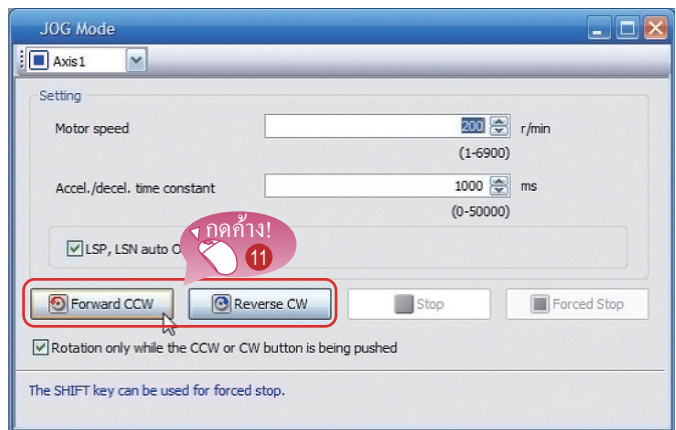 JOG Mode
Axis1
Setting
Motor speed 200 r/min
(1-6900)
Accel./decel. time constant 1000 ms
(0-50000)
กดค้าง!
LSP, LSN auto O
11
Forward CCW Reverse CW Stop Forced Stop
Rotation only while the CCW or CW button is being pushed
The SHIFT key can be used for forced stop.